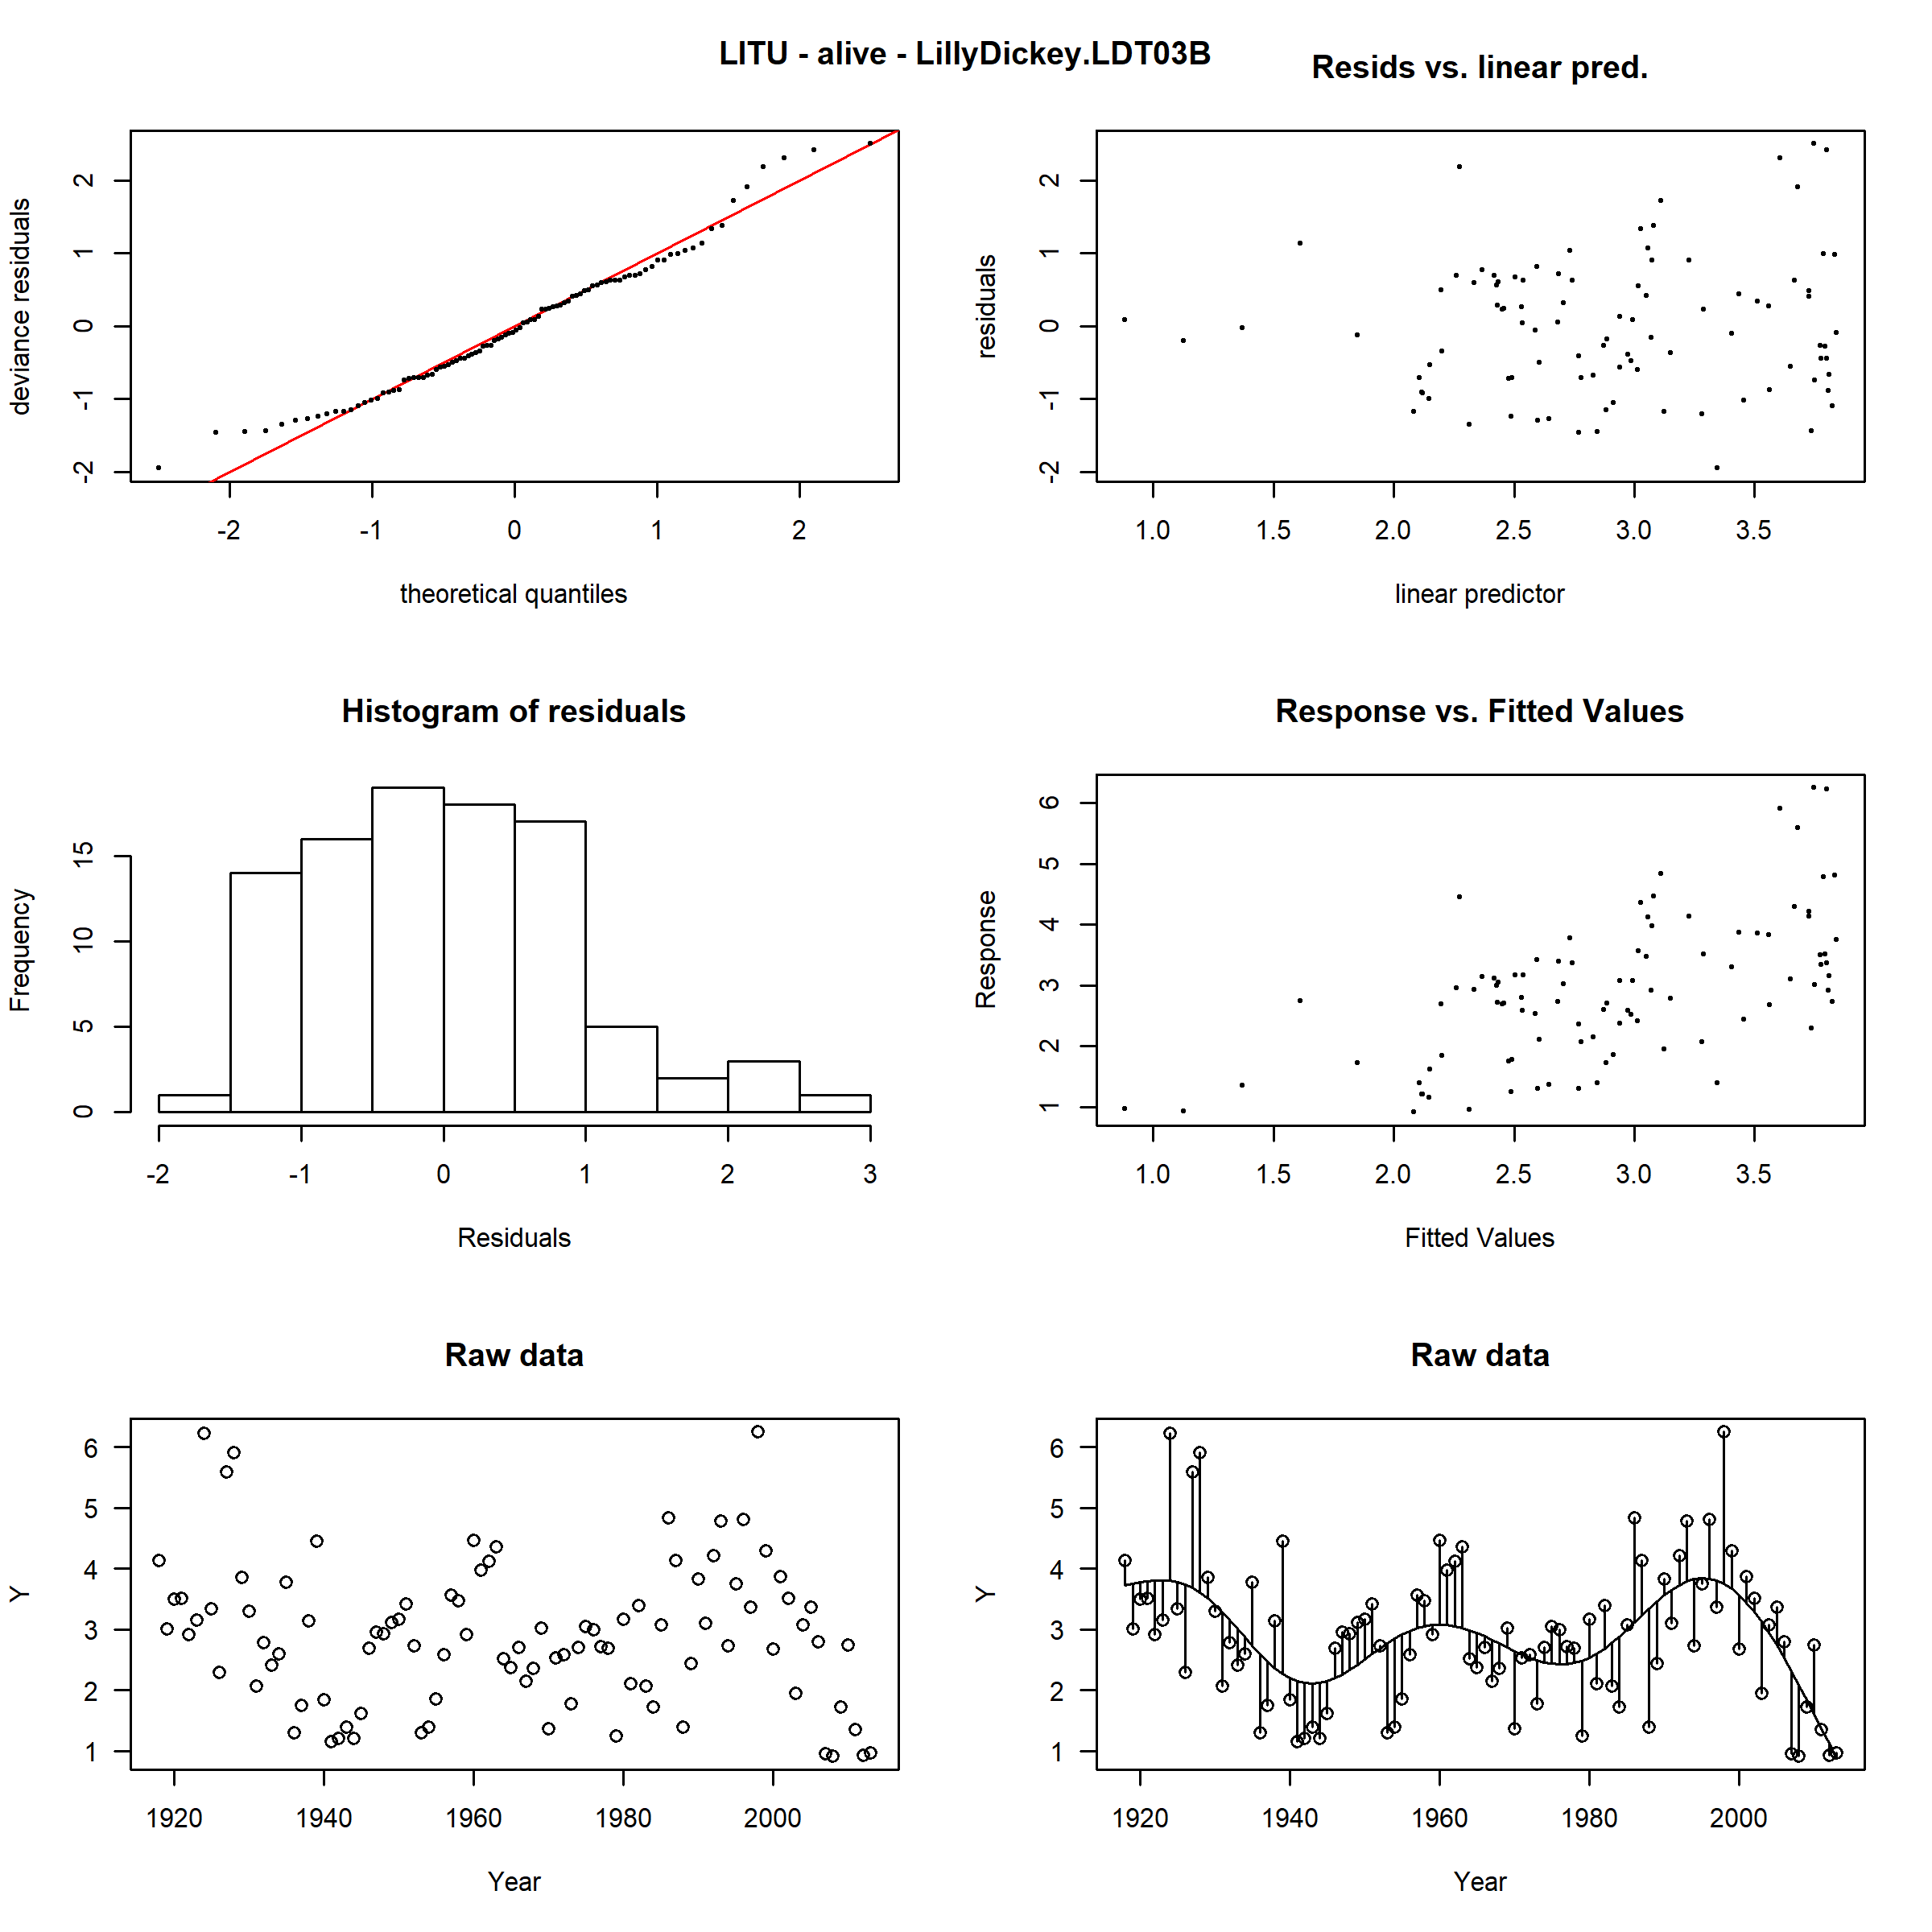 LITU - alive - LillyDickey.LDT03B
Resids vs. linear pred.
deviance residuals
2
1
0
-1
-2
-2 -1 0 1 2
theoretical quantiles
residuals
2
1
0
-1
-2
1.0 1.5 2.0 2.5 3.0 3.5
linear predictor
Histogram of residuals
Frequency
15
10
5
0
-2 -1 0 1 2 3
Residuals
Response vs. Fitted Values
Response
6
5
4
3
2
1
1.0 1.5 2.0 2.5 3.0 3.5
Fitted Values
Raw data
Y
6
5
4
3
2
1
1920 1940 1960 1980 2000
Year
Raw data
Y
6
5
4
3
2
1
1920 1940 1960 1980 2000
Year